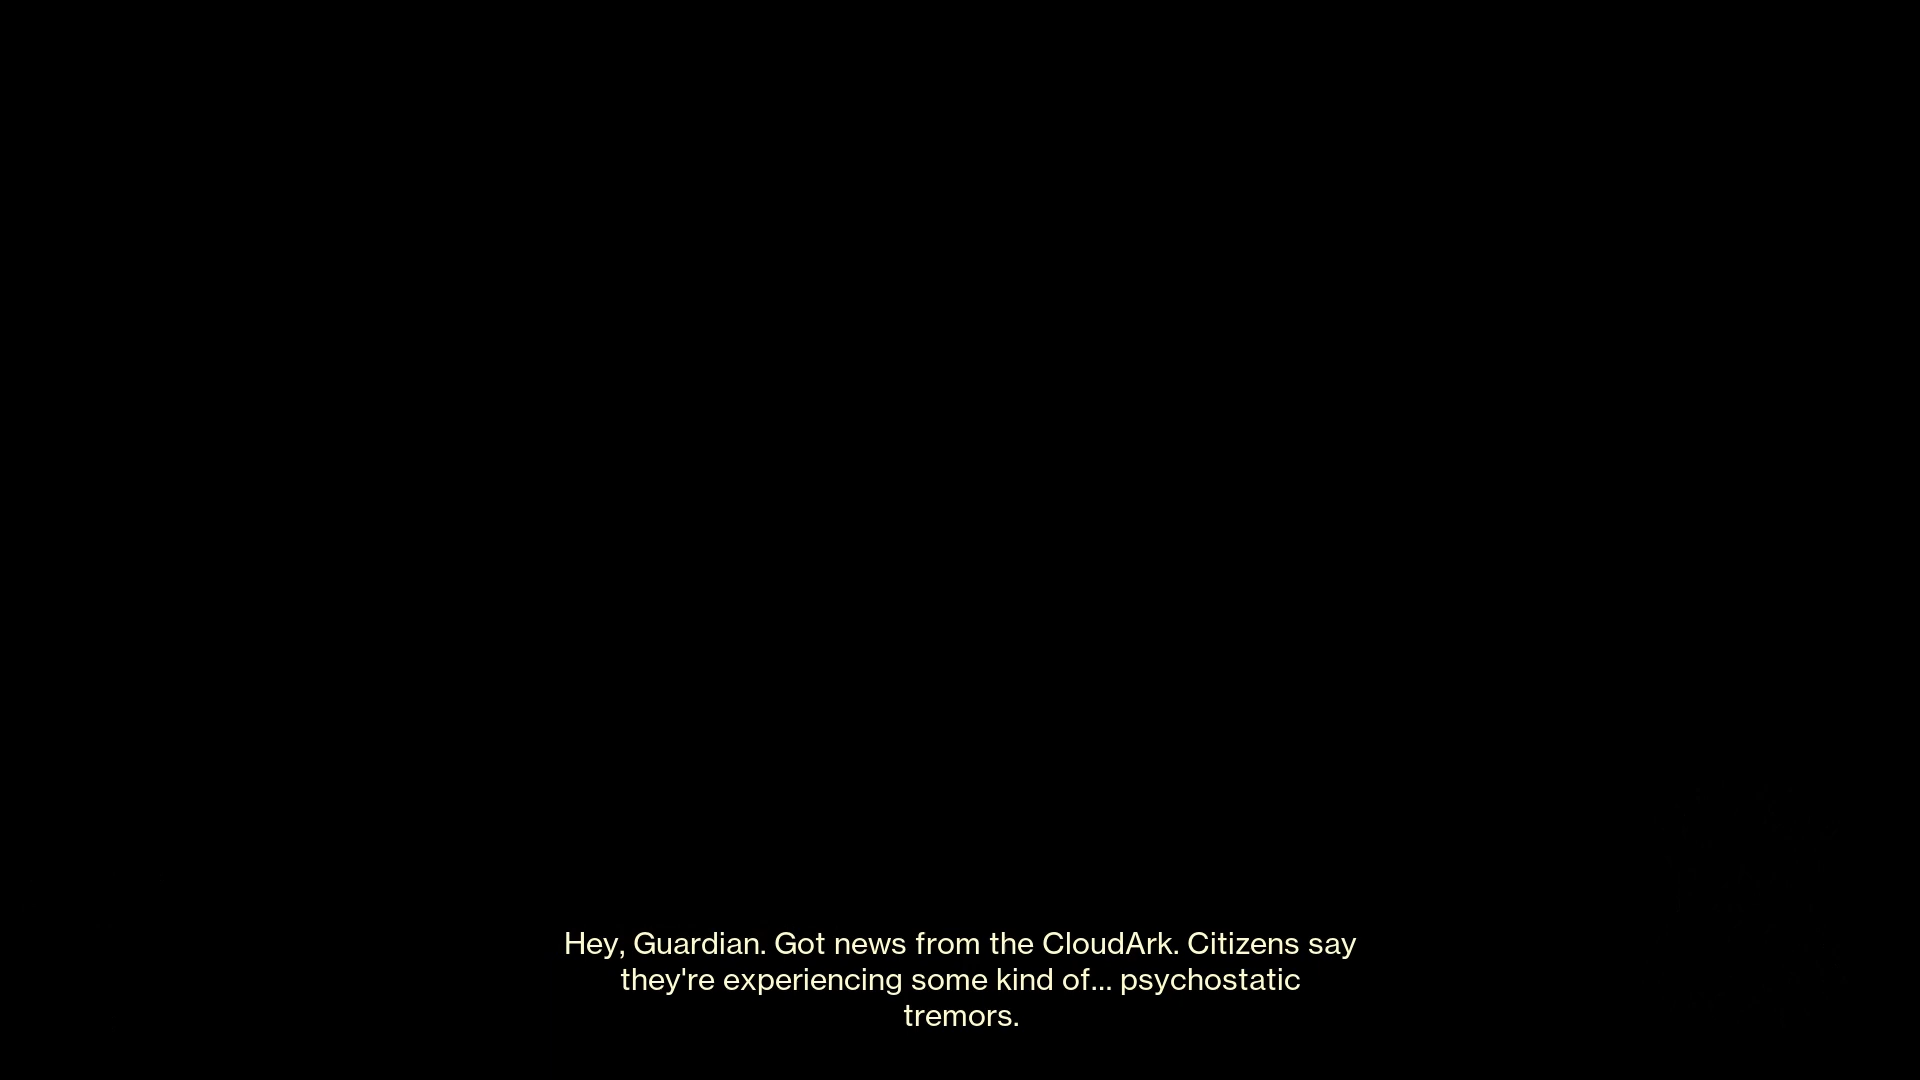 Hey, Guardian. Got news from the CloudArk. Citizens say
they're experiencing some kind of... psychostatic
tremors.